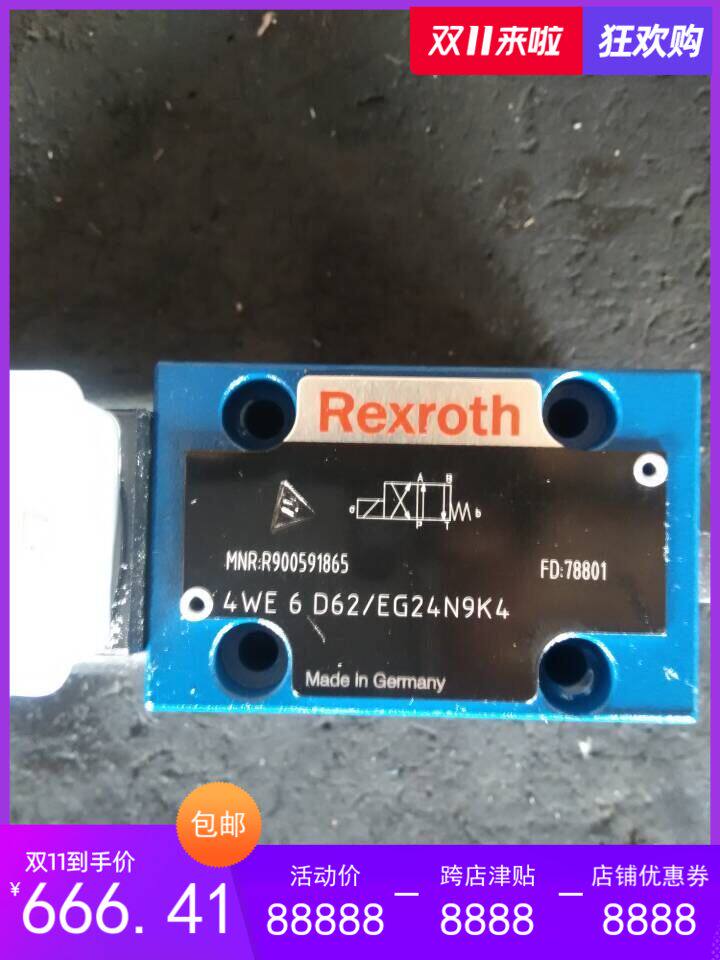 双11来啦 狂欢购
Rexroth
A B
a b
P T
MNR:R900591865 FD:78801
4WE 6 D62/EG24N9K4
Made in Germany
包邮
双11到手价 活动价 跨店津贴 店铺优惠券
¥666.41 88888 — 8888 — 8888